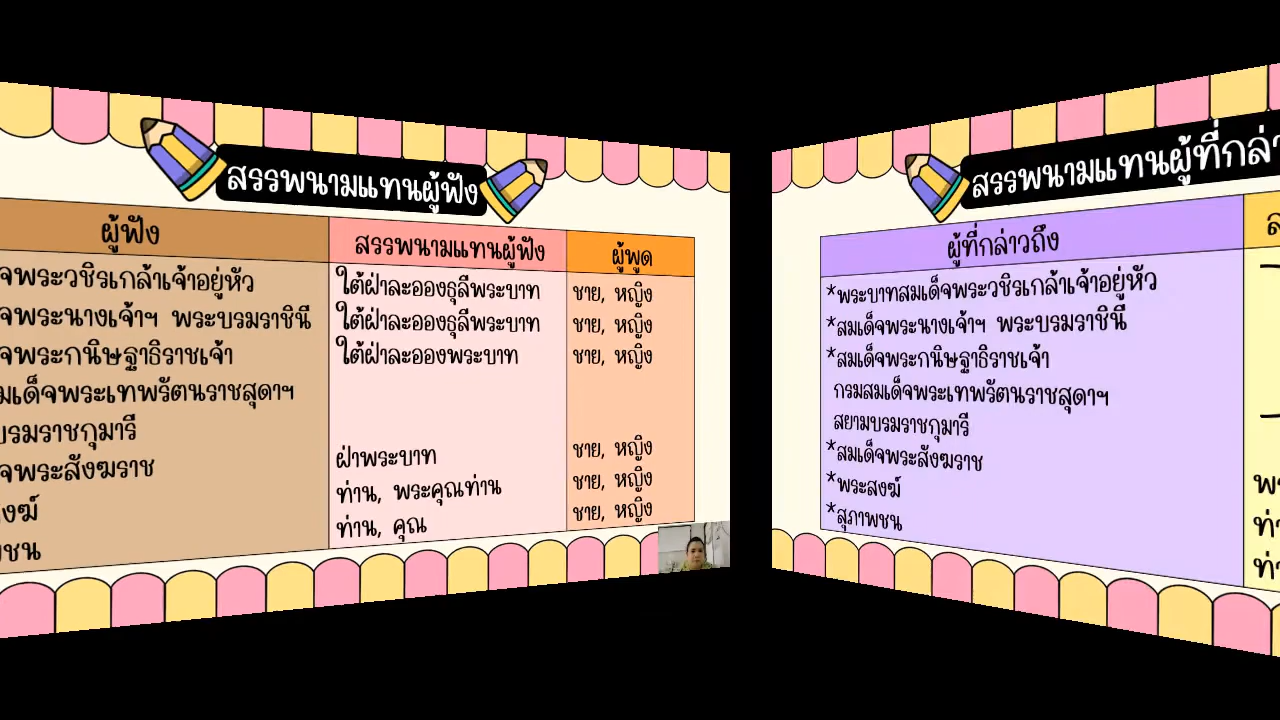 สรรพนามแทนผู้ฟัง
ผู้ฟัง สรรพนามแทนผู้ฟัง ผู้พูด
จพระวชิรเกล้าเจ้าอยู่หัว ใต้ฝ่าละอองธุลีพระบาท ชาย, หญิง
จพระนางเจ้าฯ พระบรมราชินี ใต้ฝ่าละอองธุลีพระบาท ชาย, หญิง
จพระกนิษฐาธิราชเจ้า ใต้ฝ่าละอองพระบาท ชาย, หญิง
มเด็จพระเทพรัตนราชสุดาฯ
บรมราชกุมารี
จพระสังฆราช ฝ่าพระบาท ชาย, หญิง
งฆ์ ท่าน, พระคุณท่าน ชาย, หญิง
ชน ท่าน, คุณ ชาย, หญิง
สรรพนามแทนผู้ที่กล่า
ผู้ที่กล่าวถึง
*พระบาทสมเด็จพระวชิรเกล้าเจ้าอยู่หัว
*สมเด็จพระนางเจ้าฯ พระบรมราชินี
*สมเด็จพระกนิษฐาธิราชเจ้า
กรมสมเด็จพระเทพรัตนราชสุดาฯ
สยามบรมราชกุมารี
*สมเด็จพระสังฆราช
*พระสงฆ์
*สุภาพชน